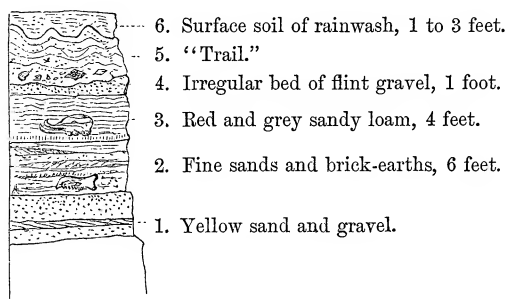 6. Surface soil of rainwash, 1 to 3 feet.
5. “Trail.”
4. Irregular bed of flint gravel, 1 foot.
3. Red and grey sandy loam, 4 feet.
2. Fine sands and brick-earths, 6 feet.
1. Yellow sand and gravel.